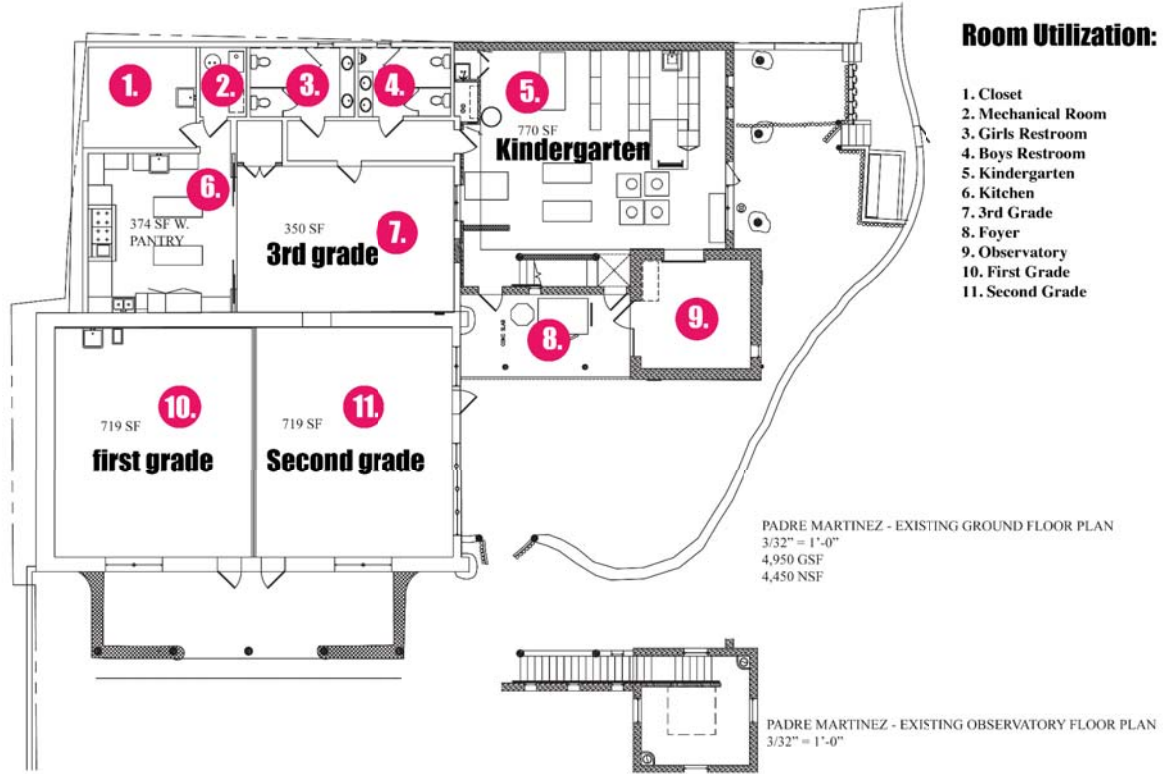 Room Utilization:
1. Closet
2. Mechanical Room
3. Girls Restroom
4. Boys Restroom
5. Kindergarten
6. Kitchen
7. 3rd Grade
8. Foyer
9. Observatory
10. First Grade
11. Second Grade
1.
2.
3.
4.
5.
770 SF
Kindergarten
6.
374 SF W.
PANTRY
7.
350 SF
3rd grade
8.
CONC. SLAB
9.
10.
719 SF
first grade
11.
719 SF
Second grade
PADRE MARTINEZ - EXISTING GROUND FLOOR PLAN
3/32" = 1'-0"
4,950 GSF
4,450 NSF
PADRE MARTINEZ - EXISTING OBSERVATORY FLOOR PLAN
3/32" = 1'-0"